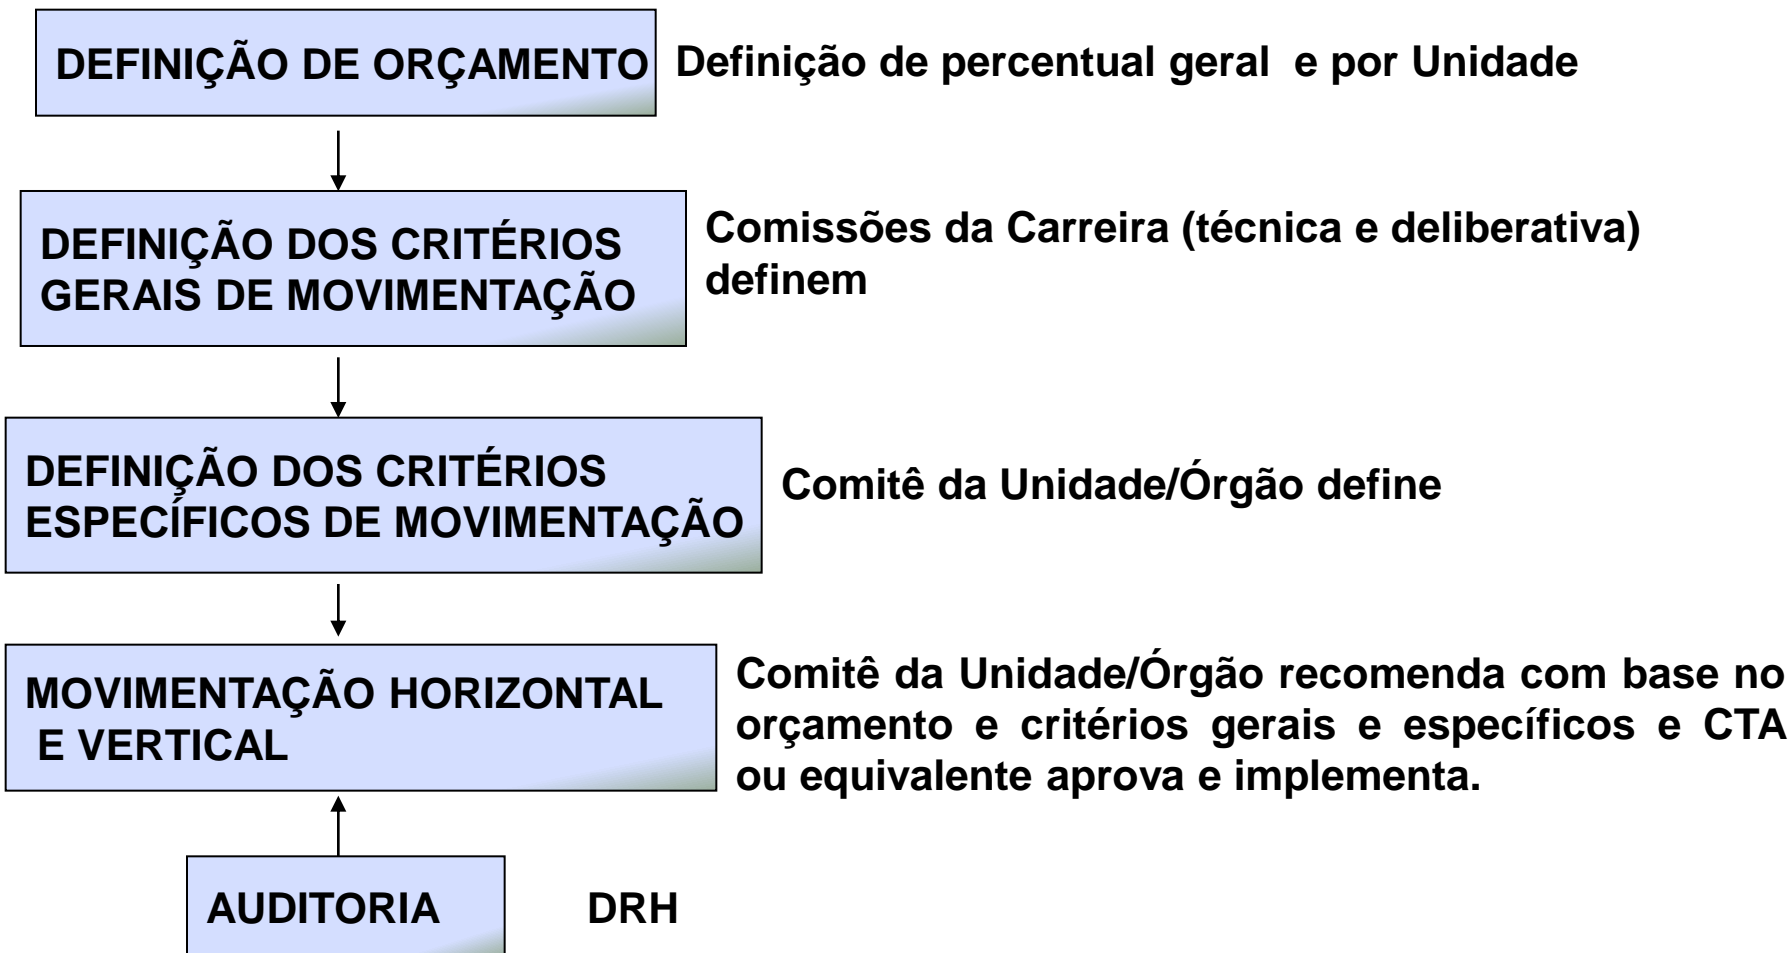 DEFINIÇÃO DE ORÇAMENTO
Definição de percentual geral e por Unidade
DEFINIÇÃO DOS CRITÉRIOS
GERAIS DE MOVIMENTAÇÃO
Comissões da Carreira (técnica e deliberativa)
definem
DEFINIÇÃO DOS CRITÉRIOS
ESPECÍFICOS DE MOVIMENTAÇÃO
Comitê da Unidade/Órgão define
MOVIMENTAÇÃO HORIZONTAL
E VERTICAL
Comitê da Unidade/Órgão recomenda com base no
orçamento e critérios gerais e específicos e CTA
ou equivalente aprova e implementa.
AUDITORIA
DRH